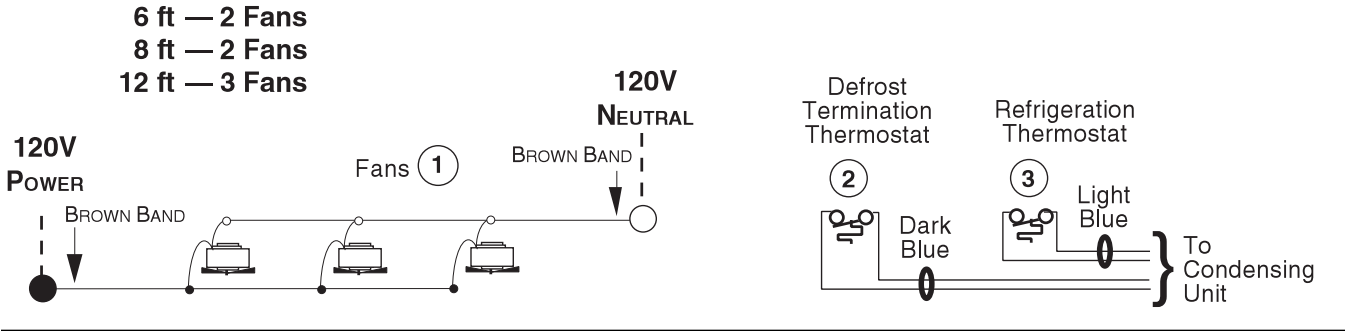 6 ft — 2 Fans
8 ft — 2 Fans
12 ft — 3 Fans
120V
POWER
BROWN BAND
Fans 1
BROWN BAND
120V
NEUTRAL
Defrost
Termination
Thermostat
2
Dark
Blue
Refrigeration
Thermostat
3
Light
Blue
To
Condensing
Unit